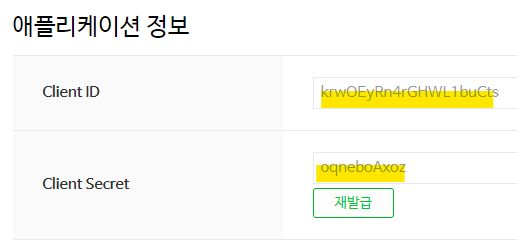 애플리케이션 정보
Client ID
krwOEyRn4rGHWL1buCts
Client Secret
oqneboAxoz
재발급